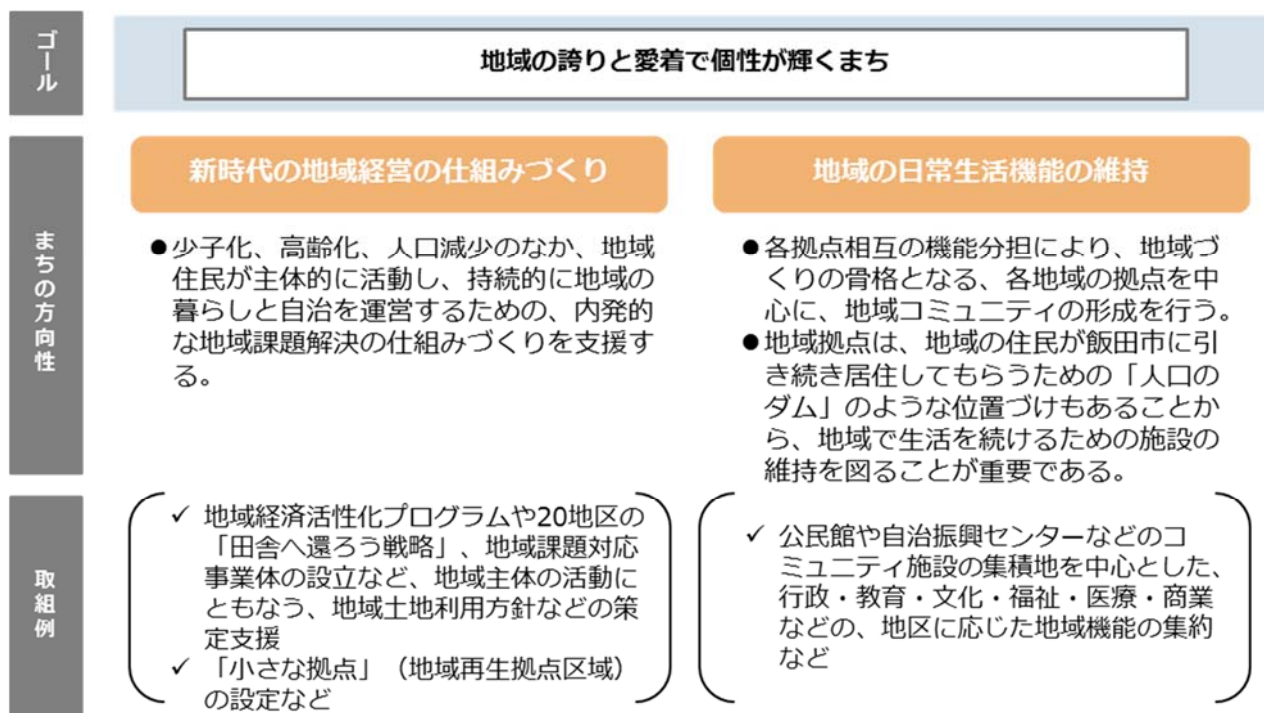 ゴール
地域の誇りと愛着で個性が輝くまち
まちの方向性
新時代の地域経営の仕組みづくり
●少子化、高齢化、人口減少のなか、地域
住民が主体的に活動し、持続的に地域の
暮らしと自治を運営するための、内発的
な地域課題解決の仕組みづくりを支援す
る。
地域の日常生活機能の維持
●各拠点相互の機能分担により、地域づ
くりの骨格となる、各地域の拠点を中
心に、地域コミュニティの形成を行う。
●地域拠点は、地域の住民が飯田市に引
き続き居住してもらうための「人口の
ダム」のような位置づけもあることか
ら、地域で生活を続けるための施設の
維持を図ることが重要である。
取組例
✓ 地域経済活性化プログラムや20地区の
「田舎へ還ろう戦略」、地域課題対応
事業体の設立など、地域主体の活動に
ともなう、地域土地利用方針などの策
定支援
✓ 「小さな拠点」（地域再生拠点区域）
の設定など
✓ 公民館や自治振興センターなどのコ
ミュニティ施設の集積地を中心とした、
行政・教育・文化・福祉・医療・商業
などの、地区に応じた地域機能の集約
など